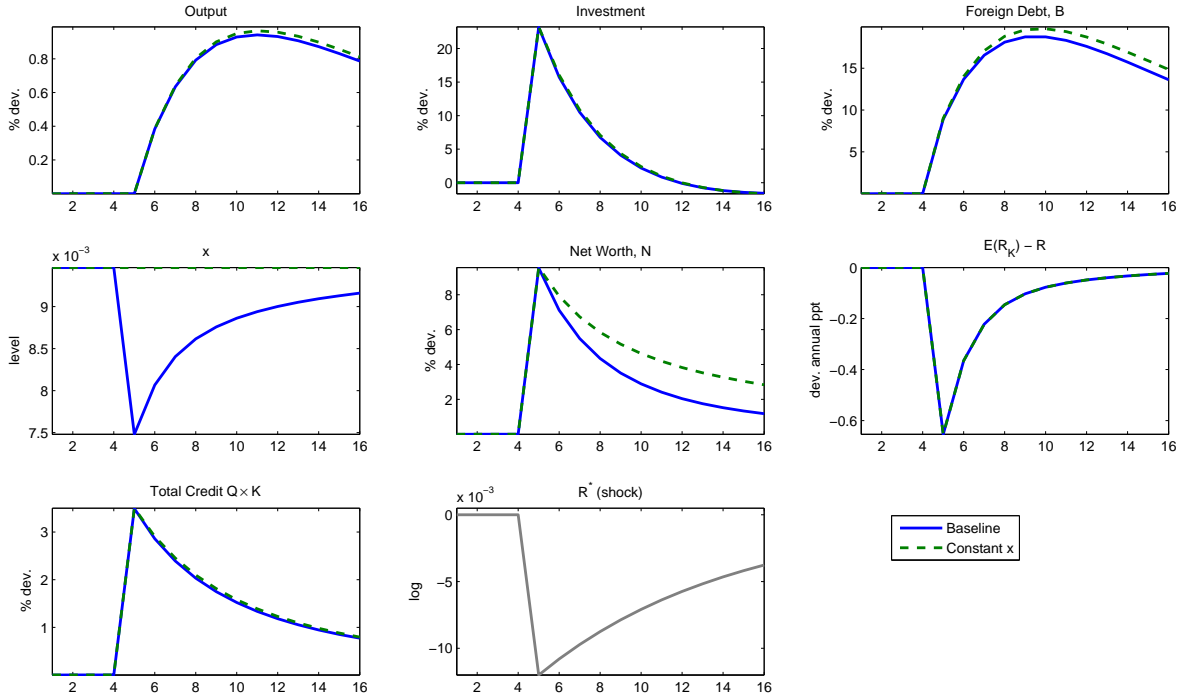 Output
% dev.
0.8
0.6
0.4
0.2
2 4 6 8 10 12 14 16
Investment
% dev.
20
15
10
5
0
2 4 6 8 10 12 14 16
Foreign Debt, B
% dev.
15
10
5
2 4 6 8 10 12 14 16
x
x 10⁻³
level
9
8.5
8
7.5
2 4 6 8 10 12 14 16
Net Worth, N
% dev.
8
6
4
2
2 4 6 8 10 12 14 16
E(R_K) − R
dev. annual ppt
0
−0.2
−0.4
−0.6
2 4 6 8 10 12 14 16
Total Credit Q × K
% dev.
3
2
1
2 4 6 8 10 12 14 16
R* (shock)
x 10⁻³
log
0
−5
−10
2 4 6 8 10 12 14 16
Baseline
Constant x